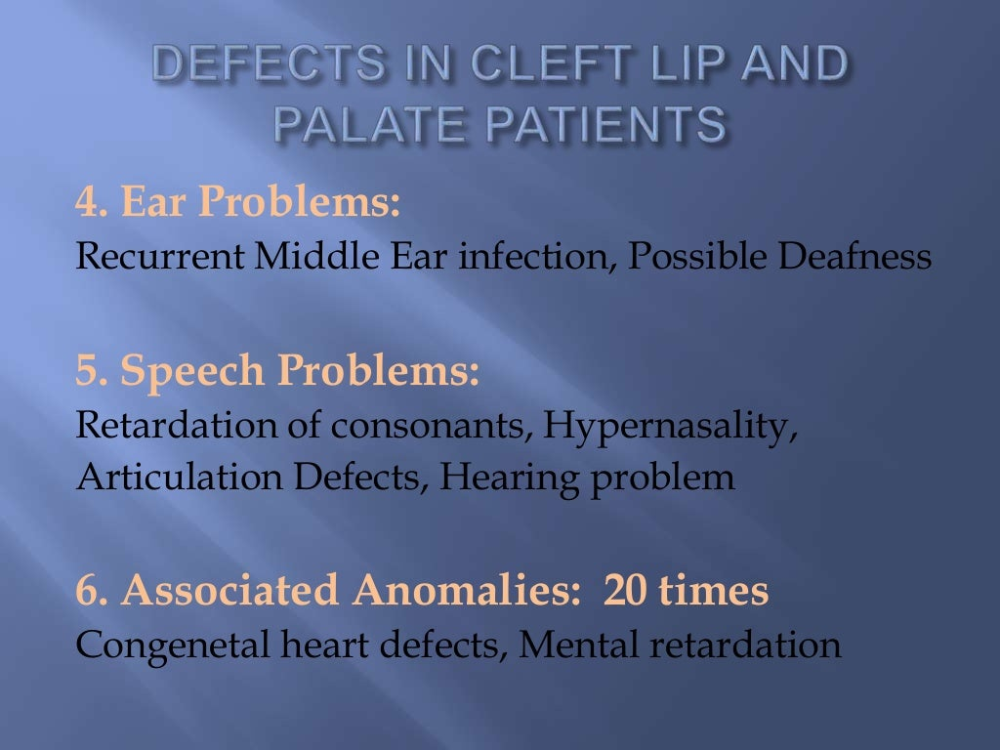 DEFECTS IN CLEFT LIP AND
PALATE PATIENTS
4. Ear Problems:
Recurrent Middle Ear infection, Possible Deafness
5. Speech Problems:
Retardation of consonants, Hypernasality,
Articulation Defects, Hearing problem
6. Associated Anomalies:  20 times
Congenetal heart defects, Mental retardation